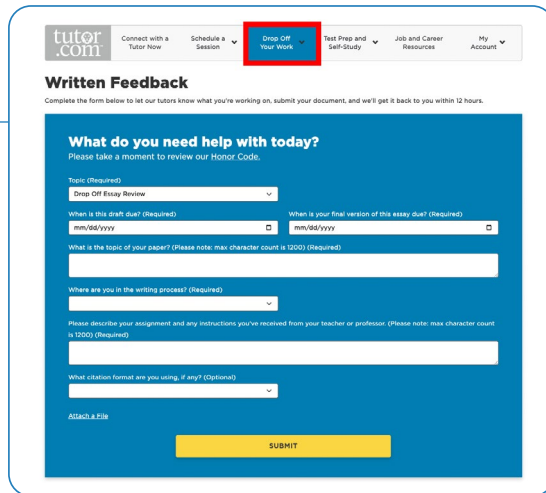 tutor
.com
Connect with a
Tutor Now
Schedule a
Session
Drop Off
Your Work
Test Prep and
Self-Study
Job and Career
Resources
My
Account
Written Feedback
Complete the form below to let our tutors know what you're working on, submit your document, and we'll get it back to you within 12 hours.
What do you need help with today?
Please take a moment to review our Honor Code.
Topic (Required)
Drop Off Essay Review
When is this draft due? (Required)
When is your final version of this essay due? (Required)
mm/dd/yyyy
mm/dd/yyyy
What is the topic of your paper? (Please note: max character count is 1200) (Required)
Where are you in the writing process? (Required)
Please describe your assignment and any instructions you've received from your teacher or professor. (Please note: max character count
is 1200) (Required)
What citation format are you using, if any? (Optional)
Attach a File
SUBMIT